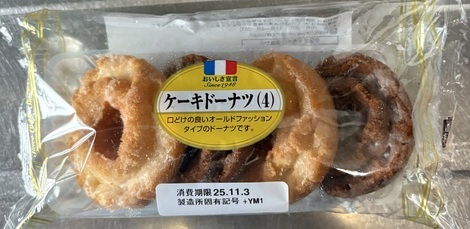 おいしさ宣言
Since 1948
ケーキドーナツ(4)
口どけの良いオールドファッション
タイプのドーナツです。
消費期限 25.11.3
製造所固有記号 +YM1